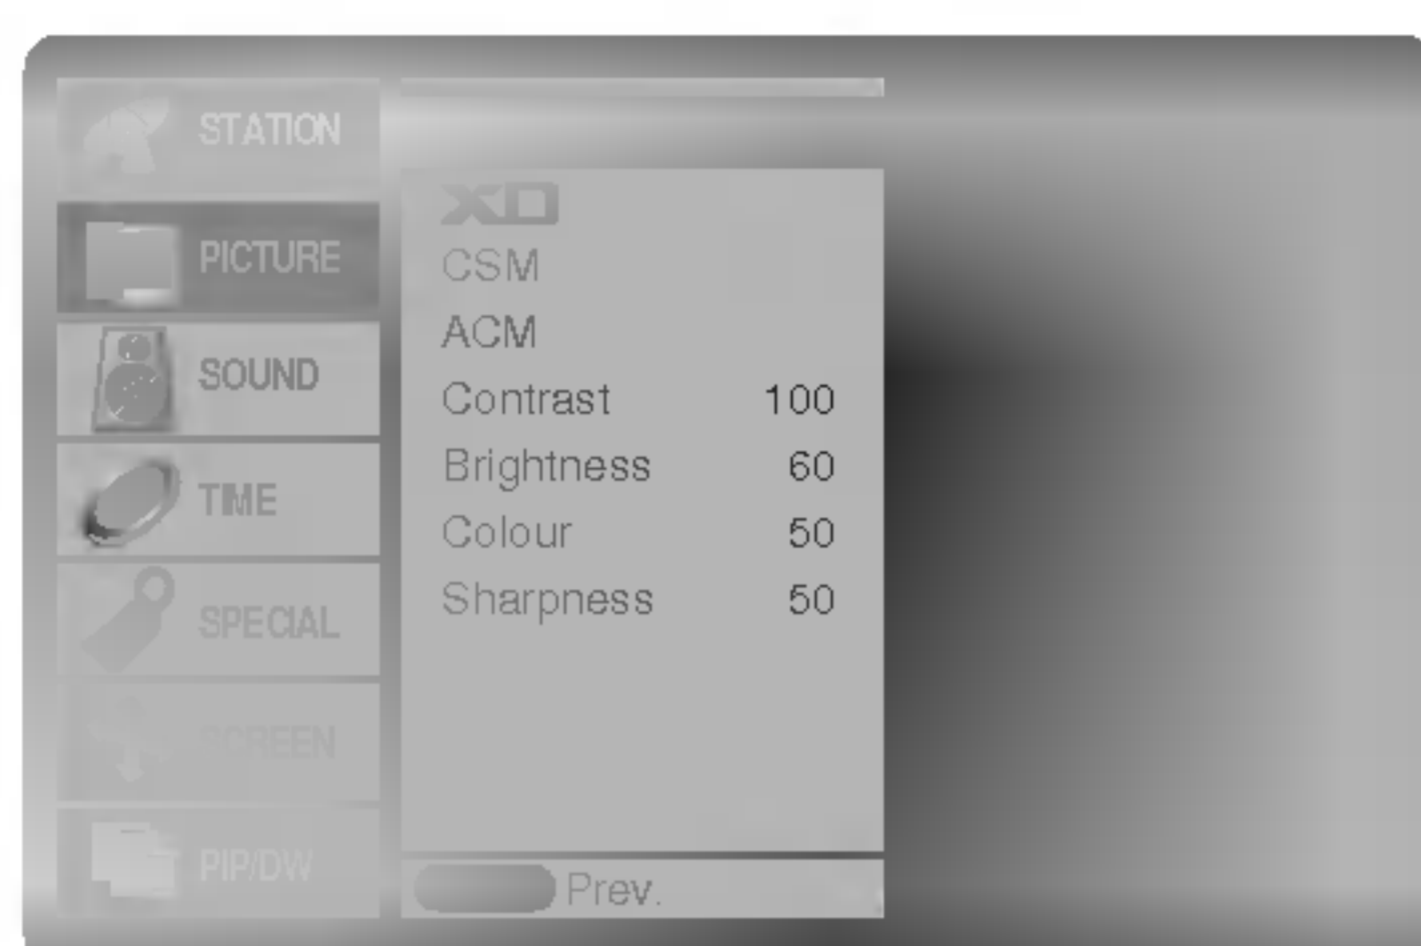 STATION
PICTURE
SOUND
TIME
SPECIAL
SCREEN
PIP/DW
XD
CSM
ACM
Contrast 100
Brightness 60
Colour 50
Sharpness 50
Prev.